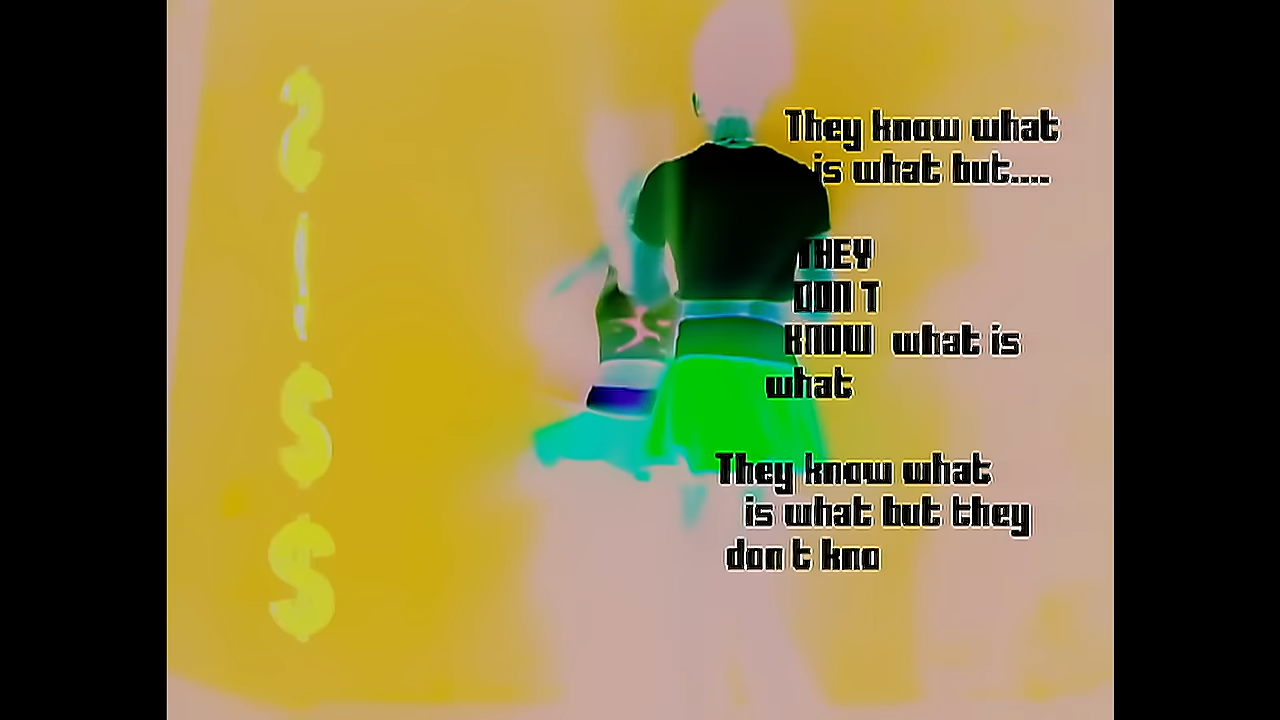 They know what
is what but....
THEY
DON T
KNOW what is
what
They know what
is what but they
don t kno
$
$
$